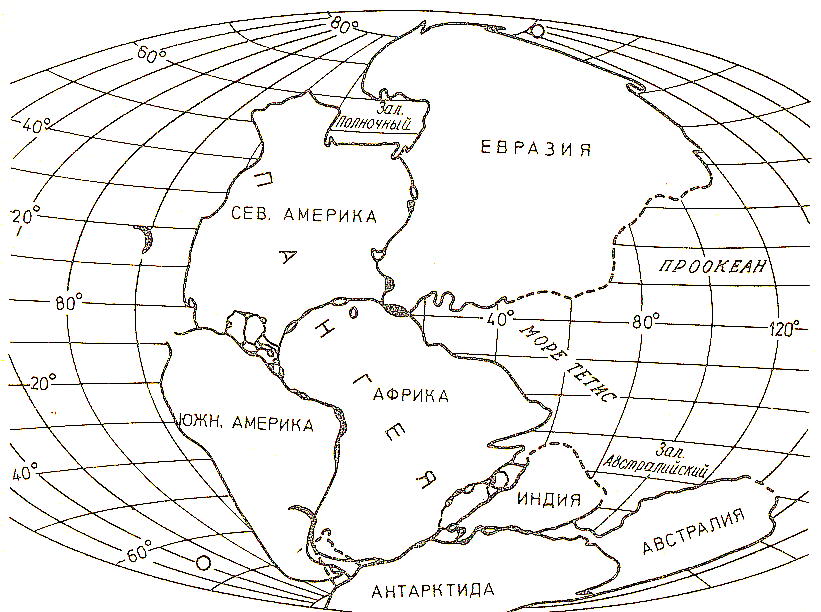 80°
60°
Зал.
Полночный
40°
ЕВРАЗИЯ
П
20°
СЕВ. АМЕРИКА
А
ПРООКЕАН
80°
40°
80°
120°
Н
МОРЕ ТЕТИС
Г
20°
АФРИКА
ЮЖН. АМЕРИКА
Е
Зал.
Австралийский
40°
Я
ИНДИЯ
АВСТРАЛИЯ
60°
АНТАРКТИДА